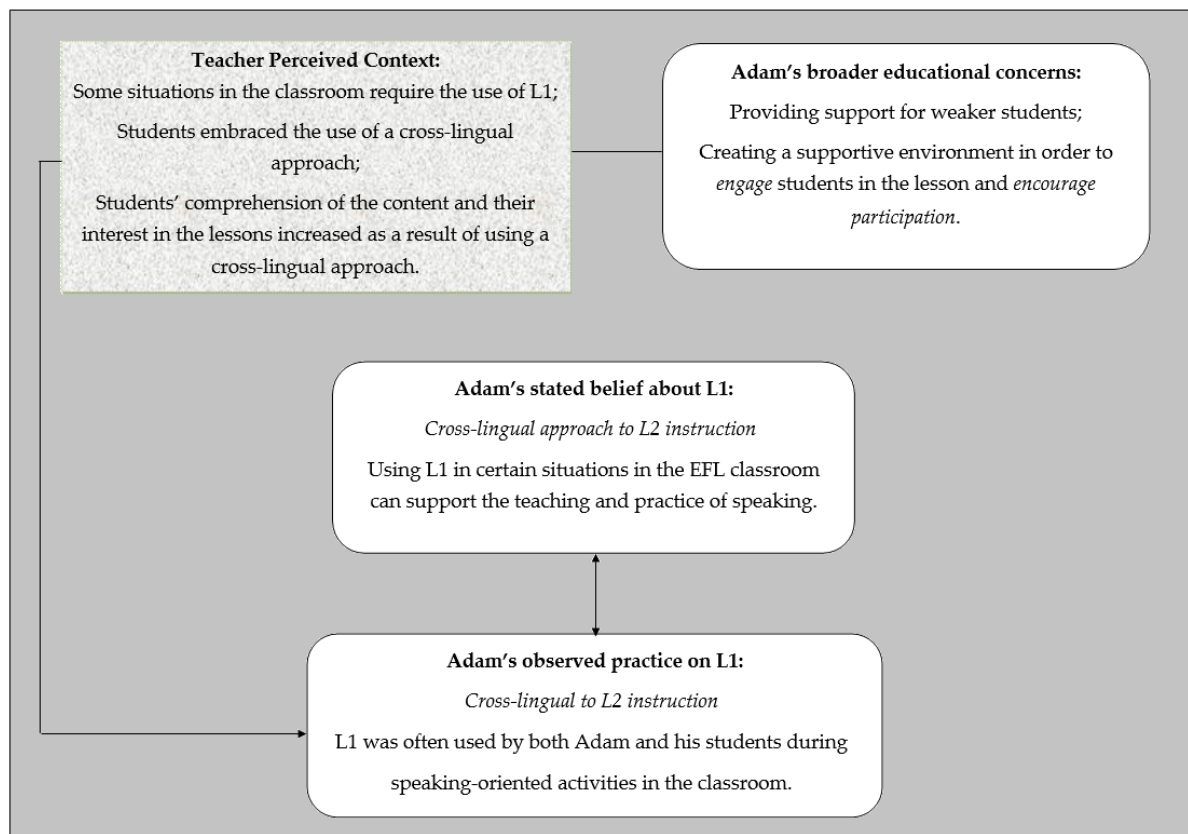 Teacher Perceived Context:
Some situations in the classroom require the use of L1;
Students embraced the use of a cross-lingual
approach;
Students’ comprehension of the content and their
interest in the lessons increased as a result of using a
cross-lingual approach.
Adam’s broader educational concerns:
Providing support for weaker students;
Creating a supportive environment in order to
engage students in the lesson and encourage
participation.
Adam’s stated belief about L1:
Cross-lingual approach to L2 instruction
Using L1 in certain situations in the EFL classroom
can support the teaching and practice of speaking.
Adam’s observed practice on L1:
Cross-lingual to L2 instruction
L1 was often used by both Adam and his students during
speaking-oriented activities in the classroom.